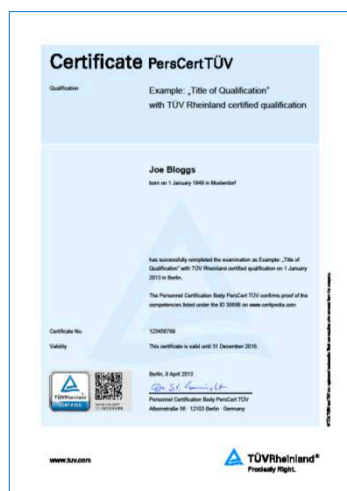 Certificate PersCertTÜV
Qualification
Example: „Title of Qualification"
with TÜV Rheinland certified qualification
Joe Bloggs
born on 1 January 1949 in Musterdorf
has successfully completed the examination as Example: „Title of
Qualification" with TÜV Rheinland certified qualification on 1 January
2013 in Berlin.
The Personnel Certification Body PersCert TÜV confirms proof of the
competencies listed under the ID 39888 on www.certipedia.com
Certificate No.
123456789
Validity
This certificate is valid until 31 December 2015.
Berlin, 8 April 2013
Personnel Certification Body PersCert TÜV
Alboinstraße 56 · 12103 Berlin · Germany
TÜVRheinland
CERTIFIED
www.tuv.com
TÜVRheinland®
Precisely Right.